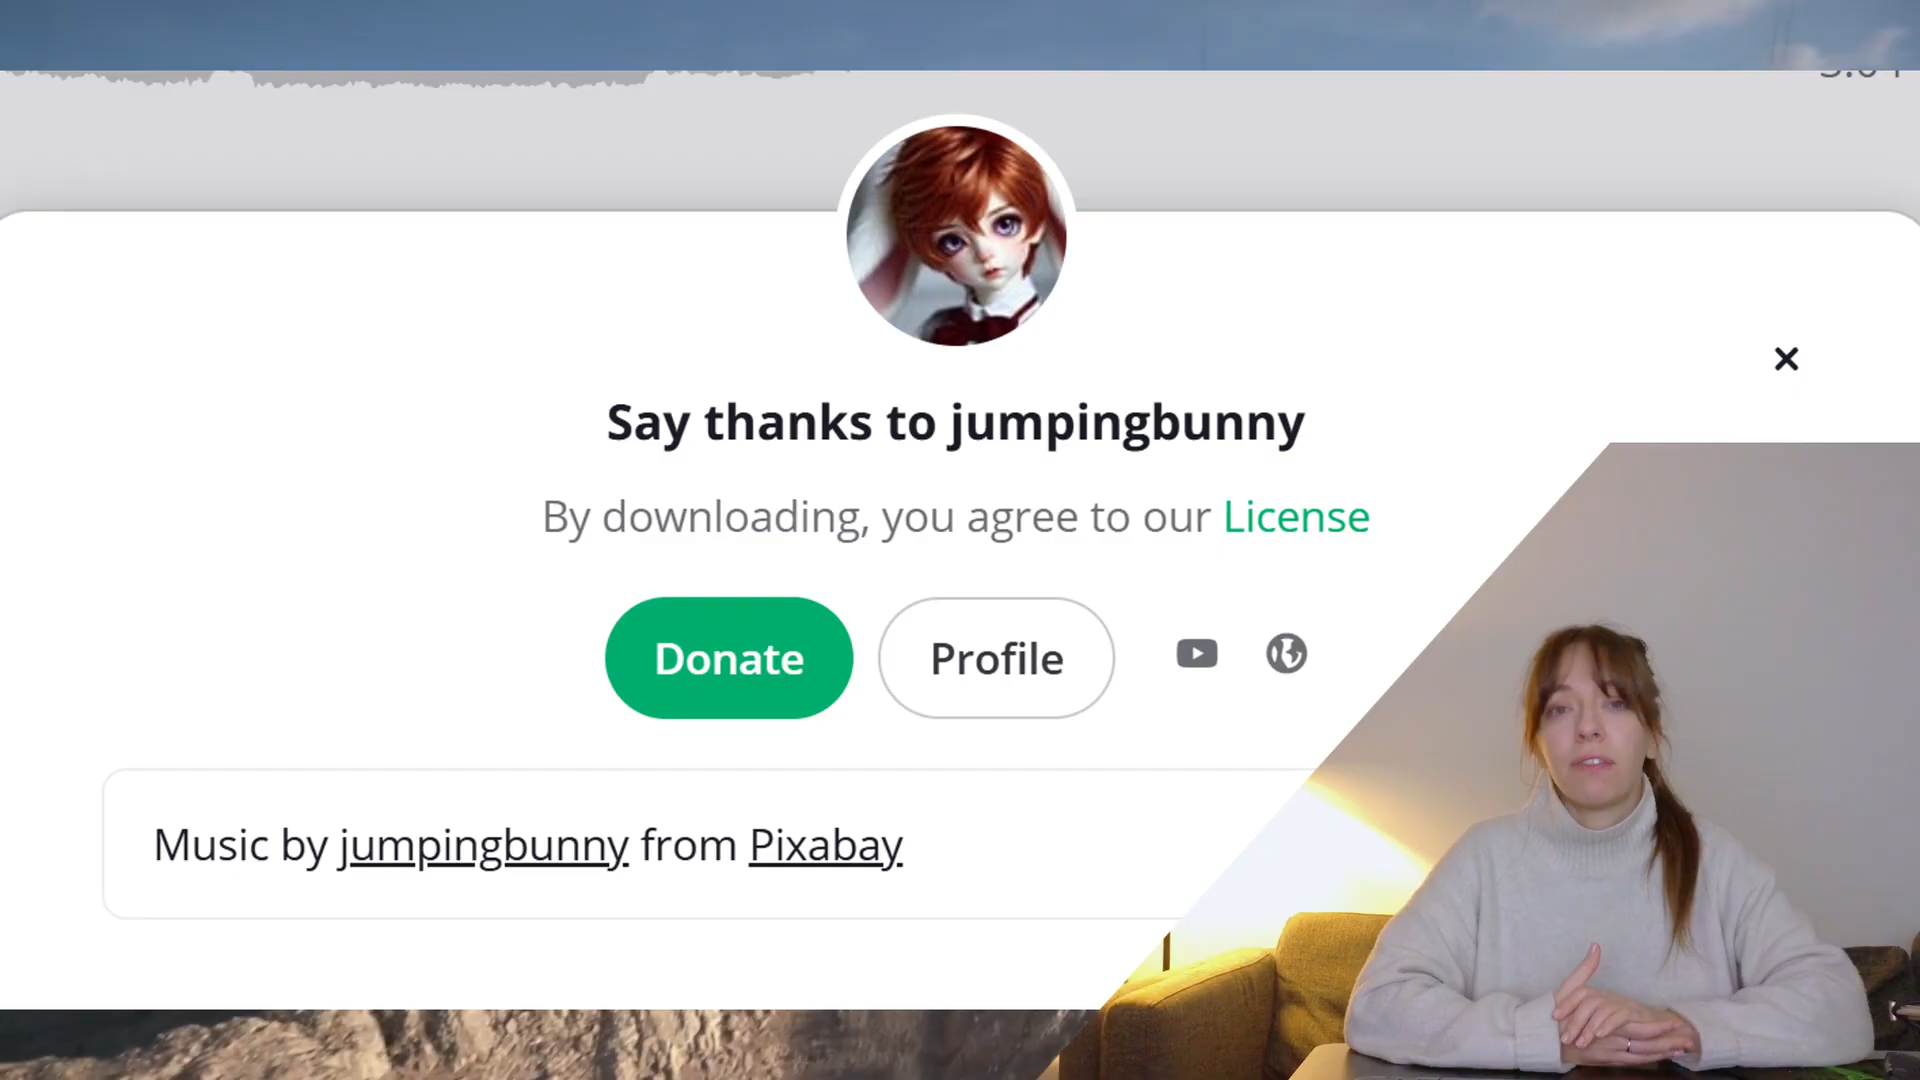 Say thanks to jumpingbunny
By downloading, you agree to our License
Donate
Profile
Music by jumpingbunny from Pixabay